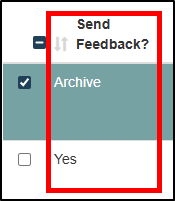 Send
Feedback?
Archive
Yes